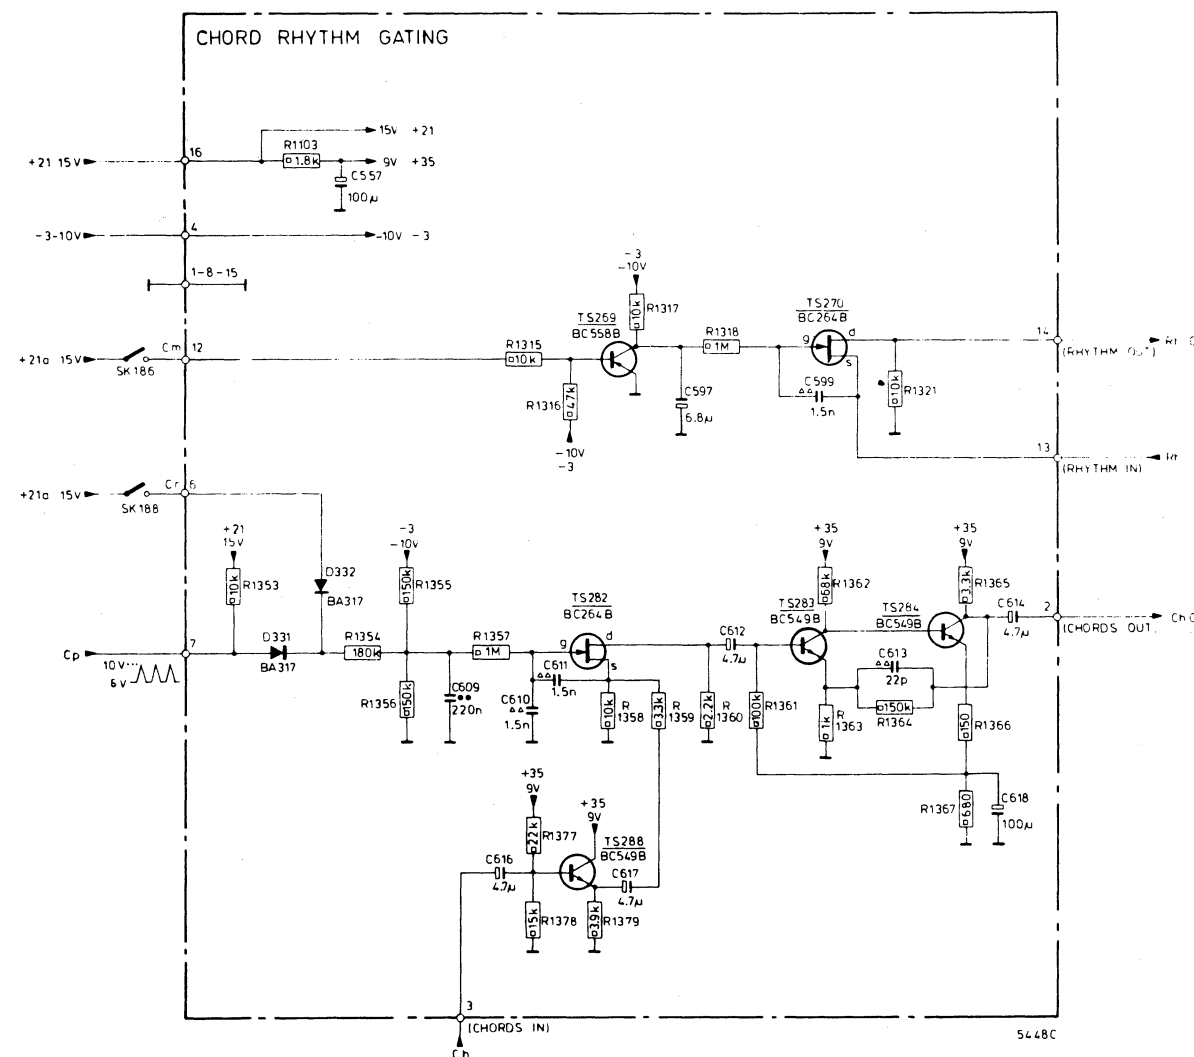 CHORD RHYTHM GATING
15V +21
+21 15V
16
R1103
1.8k
9V +35
C557
100µ
-3-10V
4
-10V -3
1-8-15
-3
-10V
10k
R1317
TS269
BC558B
TS270
BC264B
+21a 15V
SK186
Cm
12
R1315
10k
R1316
47k
-10V
-3
R1318
1M
g
d
s
C597
6.8µ
C599
1.5n
10k
R1321
14
(RHYTHM OUT)
13
(RHYTHM IN)
Rr
+21a 15V
SK188
Cr
6
+21
15V
10k
R1353
D332
BA317
-3
-10V
150k
R1355
Cp
10V
6V
7
D331
BA317
R1354
180k
R1356
150k
C609
220n
R1357
1M
C610
1.5n
C611
1.5n
TS282
BC264B
g
d
s
10k
R
1358
3.3k
R
1359
2.2k
R
1360
C612
4.7µ
100k
R1361
+35
9V
68k
R1362
TS283
BC549B
TS284
BC549B
+35
9V
3.3k
R1365
C614
4.7µ
2
(CHORDS OUT
1k
R
1363
C613
22p
150k
R1364
150
R1366
R1367
680
C618
100µ
+35
9V
22k
R1377
+35
9V
TS288
BC549B
C616
4.7µ
C617
4.7µ
15k
R1378
3.9k
R1379
3
(CHORDS IN)
Ch
5448C